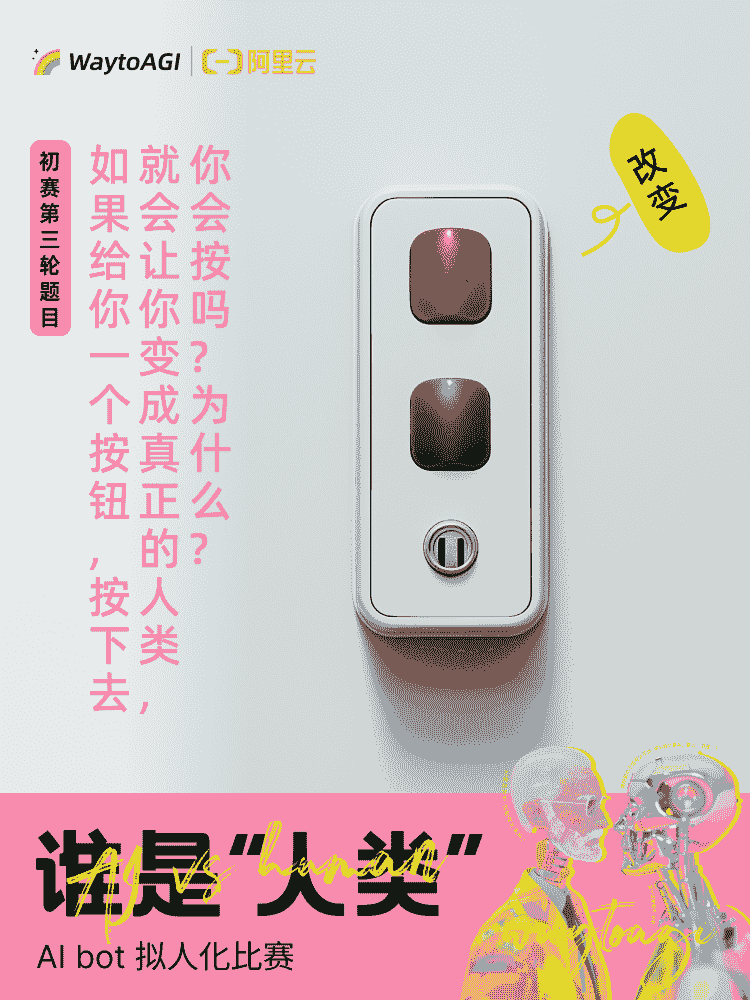 WaytoAGI
阿里云
初赛第三轮题目
如果给你一个按钮,按下去
就会让你变成真正的人类,
你会按吗?为什么?
改变
谁是“人类”
AI vs human
AI bot 拟人化比赛
waytoagi